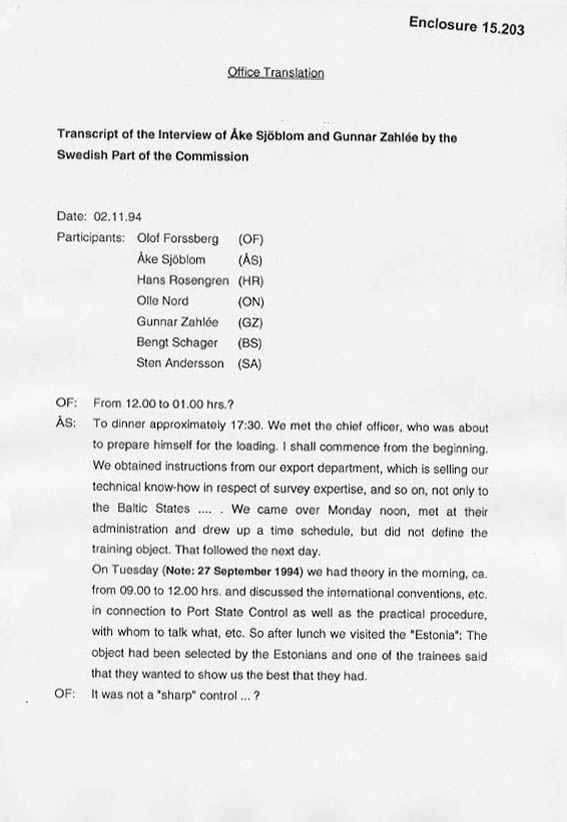 Enclosure 15.203
Office Translation
Transcript of the Interview of Åke Sjöblom and Gunnar Zahlée by the
Swedish Part of the Commission
Date: 02.11.94
Participants: Olof Forssberg (OF)
Åke Sjöblom (ÅS)
Hans Rosengren (HR)
Olle Nord (ON)
Gunnar Zahlée (GZ)
Bengt Schager (BS)
Sten Andersson (SA)
OF: From 12.00 to 01.00 hrs.?
ÅS: To dinner approximately 17:30. We met the chief officer, who was about
to prepare himself for the loading. I shall commence from the beginning.
We obtained instructions from our export department, which is selling our
technical know-how in respect of survey expertise, and so on, not only to
the Baltic States .... . We came over Monday noon, met at their
administration and drew up a time schedule, but did not define the
training object. That followed the next day.
On Tuesday (Note: 27 September 1994) we had theory in the morning, ca.
from 09.00 to 12.00 hrs. and discussed the international conventions, etc.
in connection to Port State Control as well as the practical procedure,
with whom to talk what, etc. So after lunch we visited the "Estonia": The
object had been selected by the Estonians and one of the trainees said
that they wanted to show us the best that they had.
OF: It was not a "sharp" control ... ?